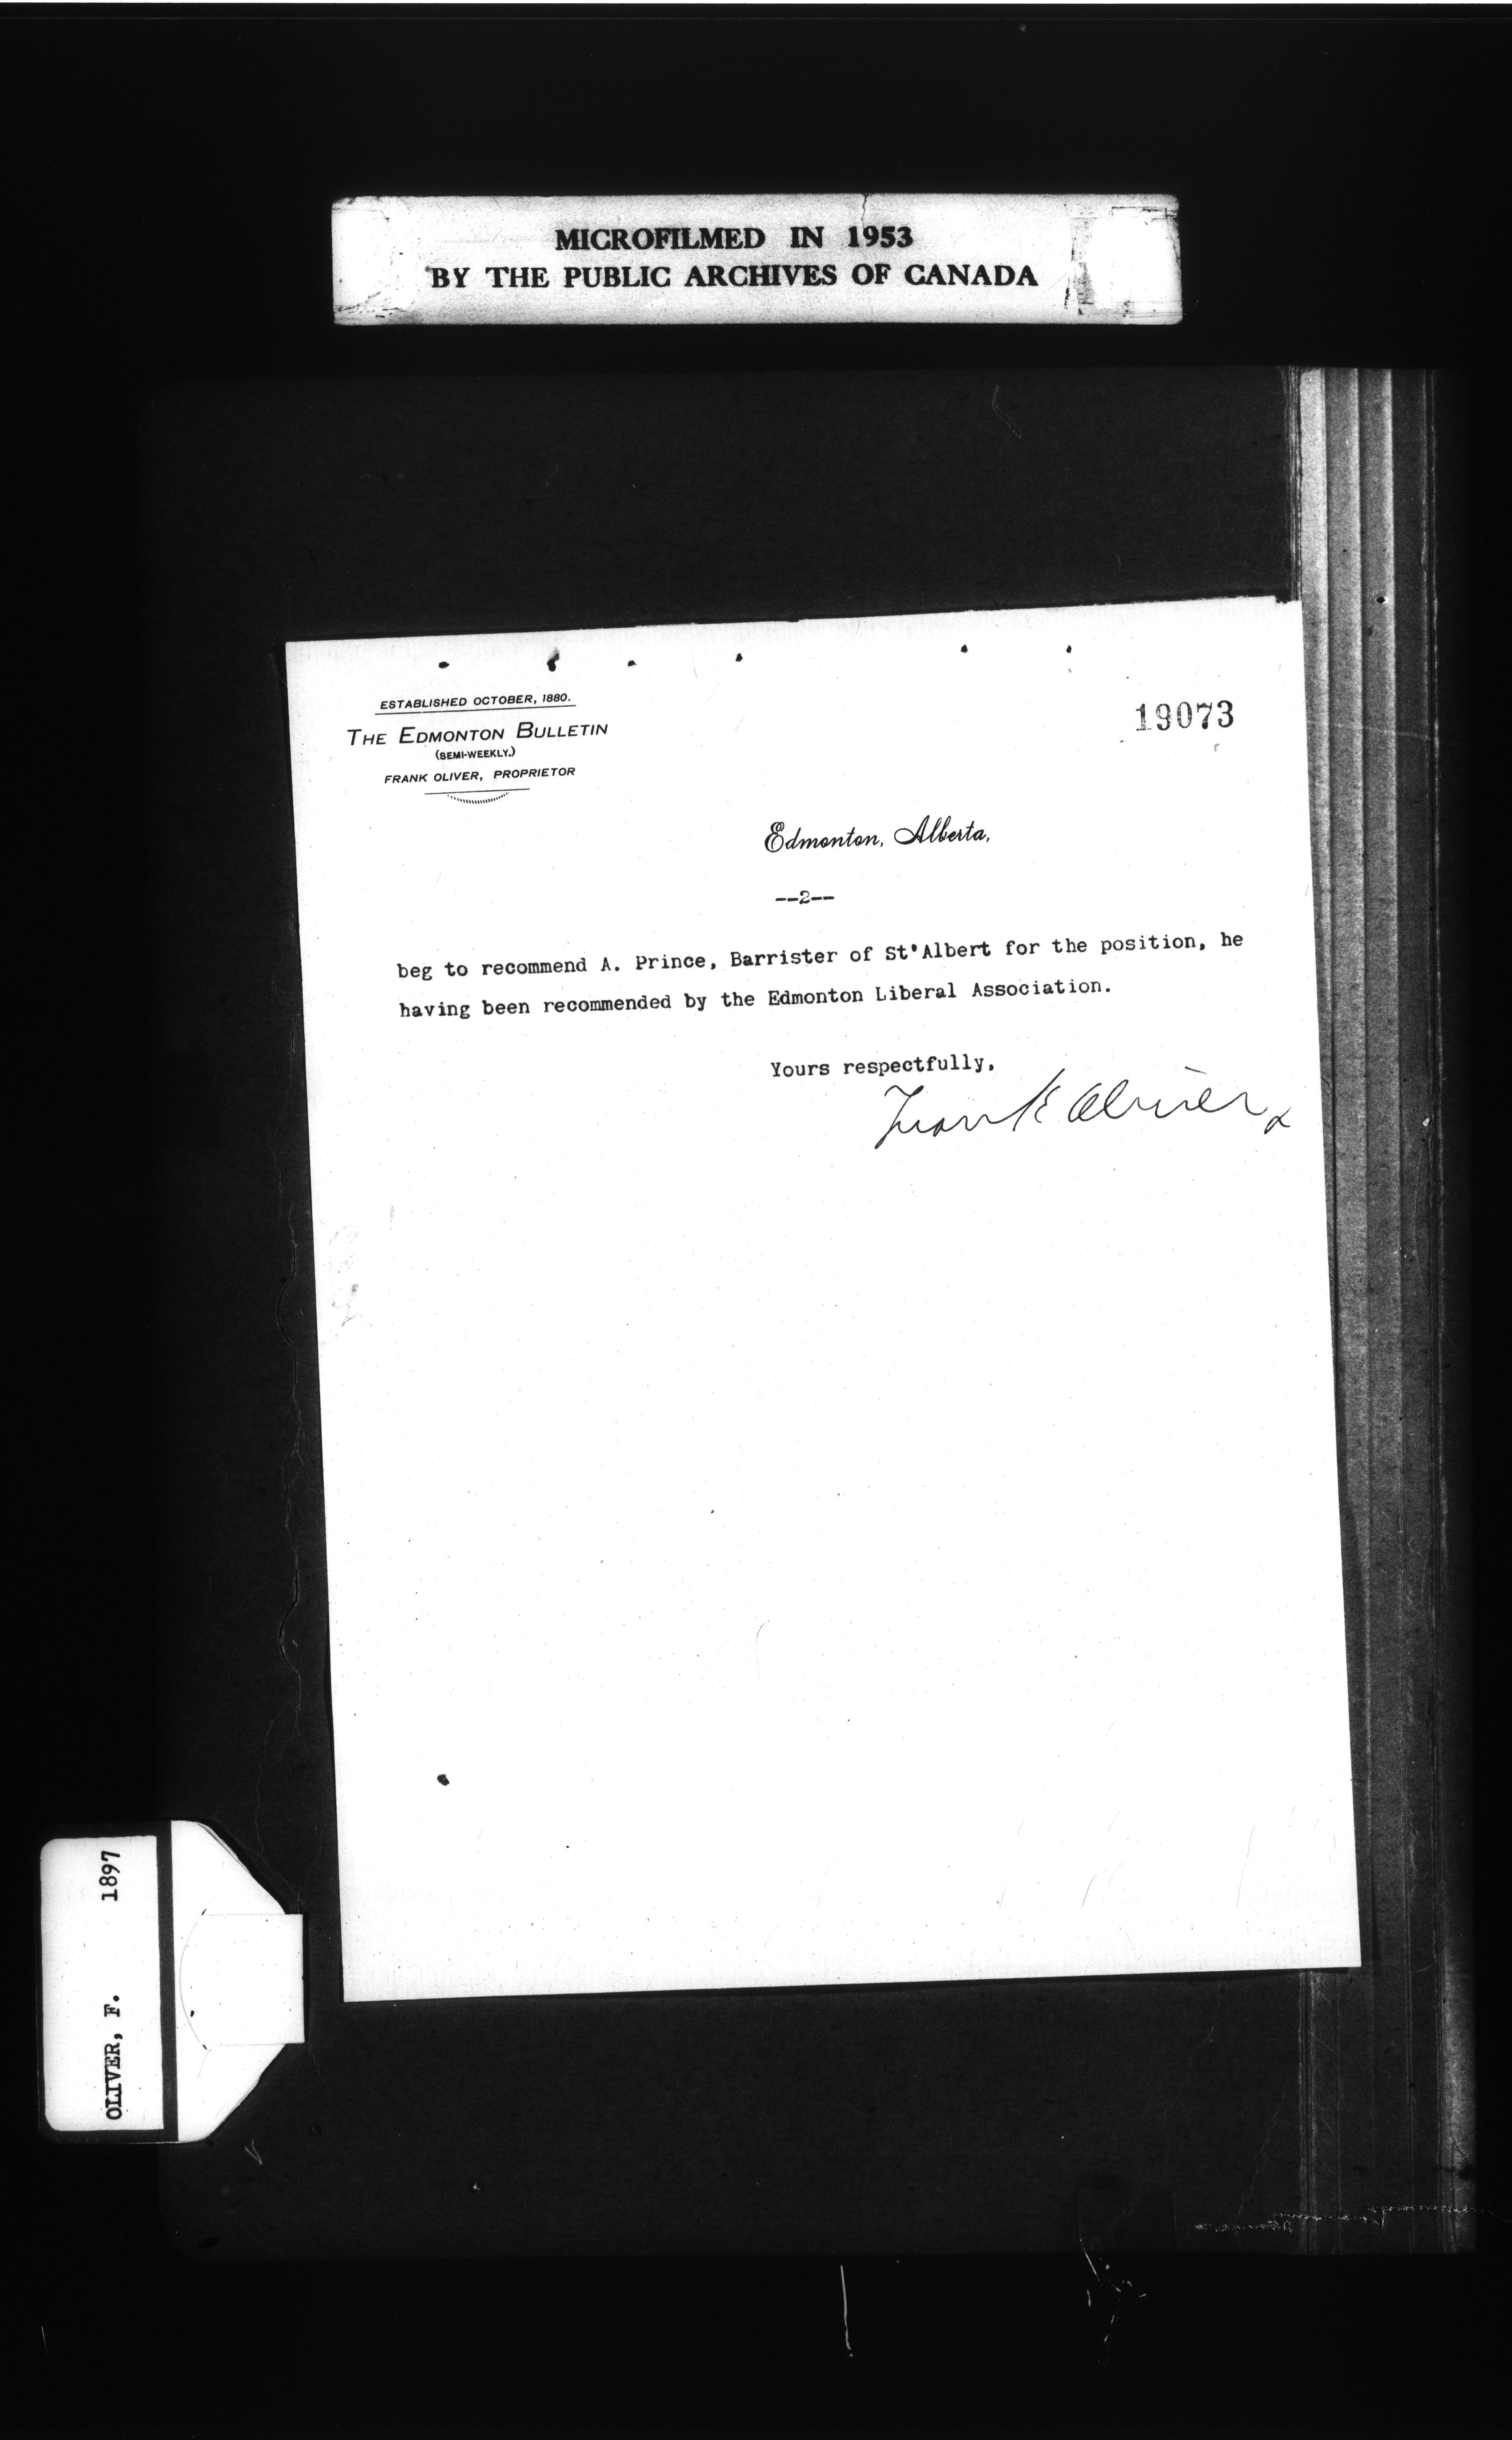 MICROFILMED IN 1953
BY THE PUBLIC ARCHIVES OF CANADA
ESTABLISHED OCTOBER, 1880.
THE EDMONTON BULLETIN
(SEMI-WEEKLY.)
FRANK OLIVER, PROPRIETOR
19073
Edmonton, Alberta,
--2--
beg to recommend A. Prince, Barrister of St'Albert for the position, he
having been recommended by the Edmonton Liberal Association.
Yours respectfully,
Frank Oliver
OLIVER, F. 1897